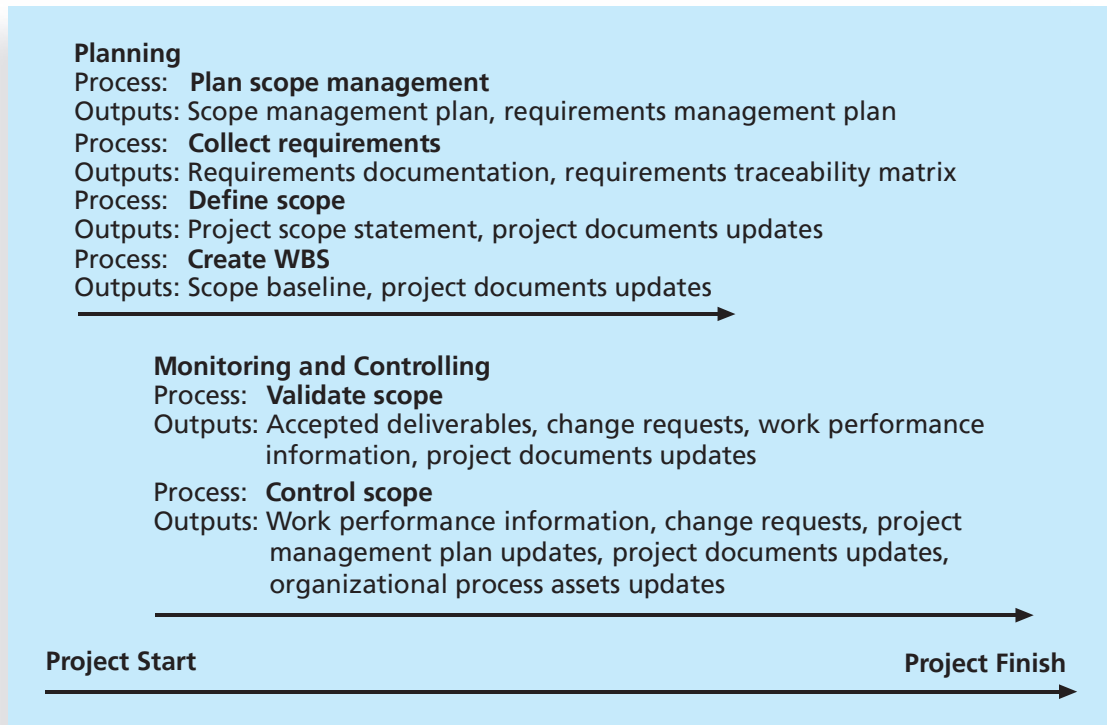 Planning
Process: Plan scope management
Outputs: Scope management plan, requirements management plan
Process: Collect requirements
Outputs: Requirements documentation, requirements traceability matrix
Process: Define scope
Outputs: Project scope statement, project documents updates
Process: Create WBS
Outputs: Scope baseline, project documents updates
Monitoring and Controlling
Process: Validate scope
Outputs: Accepted deliverables, change requests, work performance
information, project documents updates
Process: Control scope
Outputs: Work performance information, change requests, project
management plan updates, project documents updates,
organizational process assets updates
Project Start Project Finish